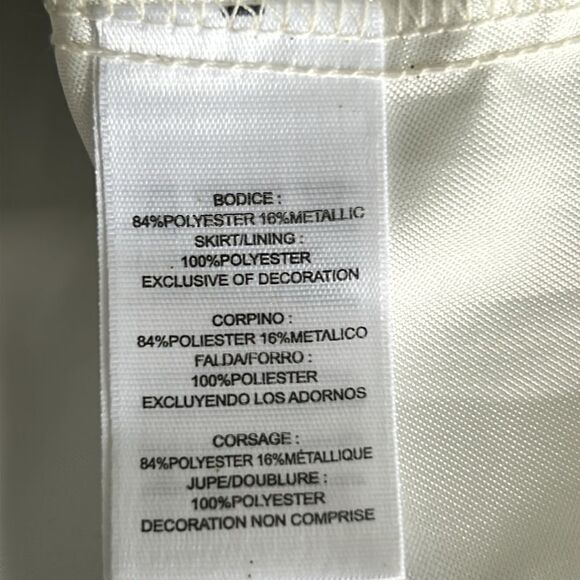 BODICE :
84%POLYESTER 16%METALLIC
SKIRT/LINING :
100%POLYESTER
EXCLUSIVE OF DECORATION
CORPINO :
84%POLIESTER 16%METALICO
FALDA/FORRO :
100%POLIESTER
EXCLUYENDO LOS ADORNOS
CORSAGE :
84%POLYESTER 16%MÉTALLIQUE
JUPE/DOUBLURE :
100%POLYESTER
DECORATION NON COMPRISE